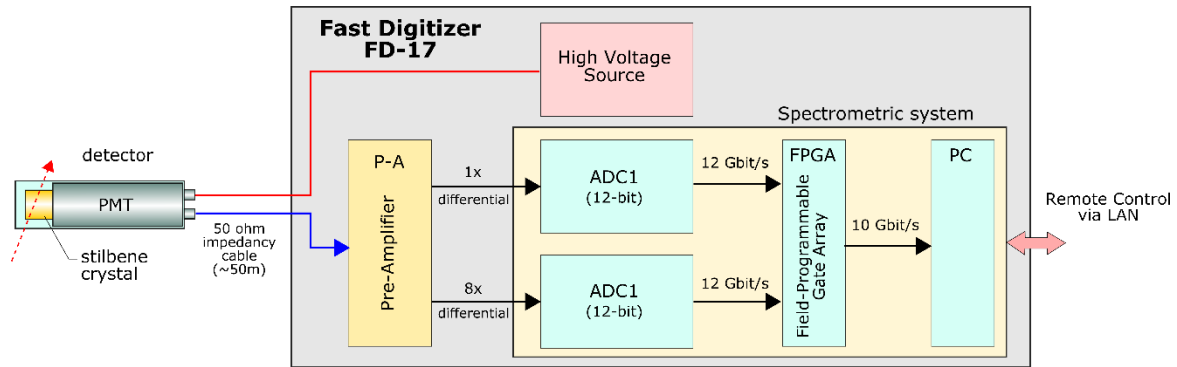 Fast Digitizer
FD-17
High Voltage
Source
Spectrometric system
detector
PMT
50 ohm
impedancy
cable
(~50m)
stilbene
crystal
P-A
Pre-Amplifier
1x
differential
8x
differential
ADC1
(12-bit)
ADC1
(12-bit)
12 Gbit/s
12 Gbit/s
FPGA
Field-Programmable
Gate Array
10 Gbit/s
PC
Remote Control
via LAN